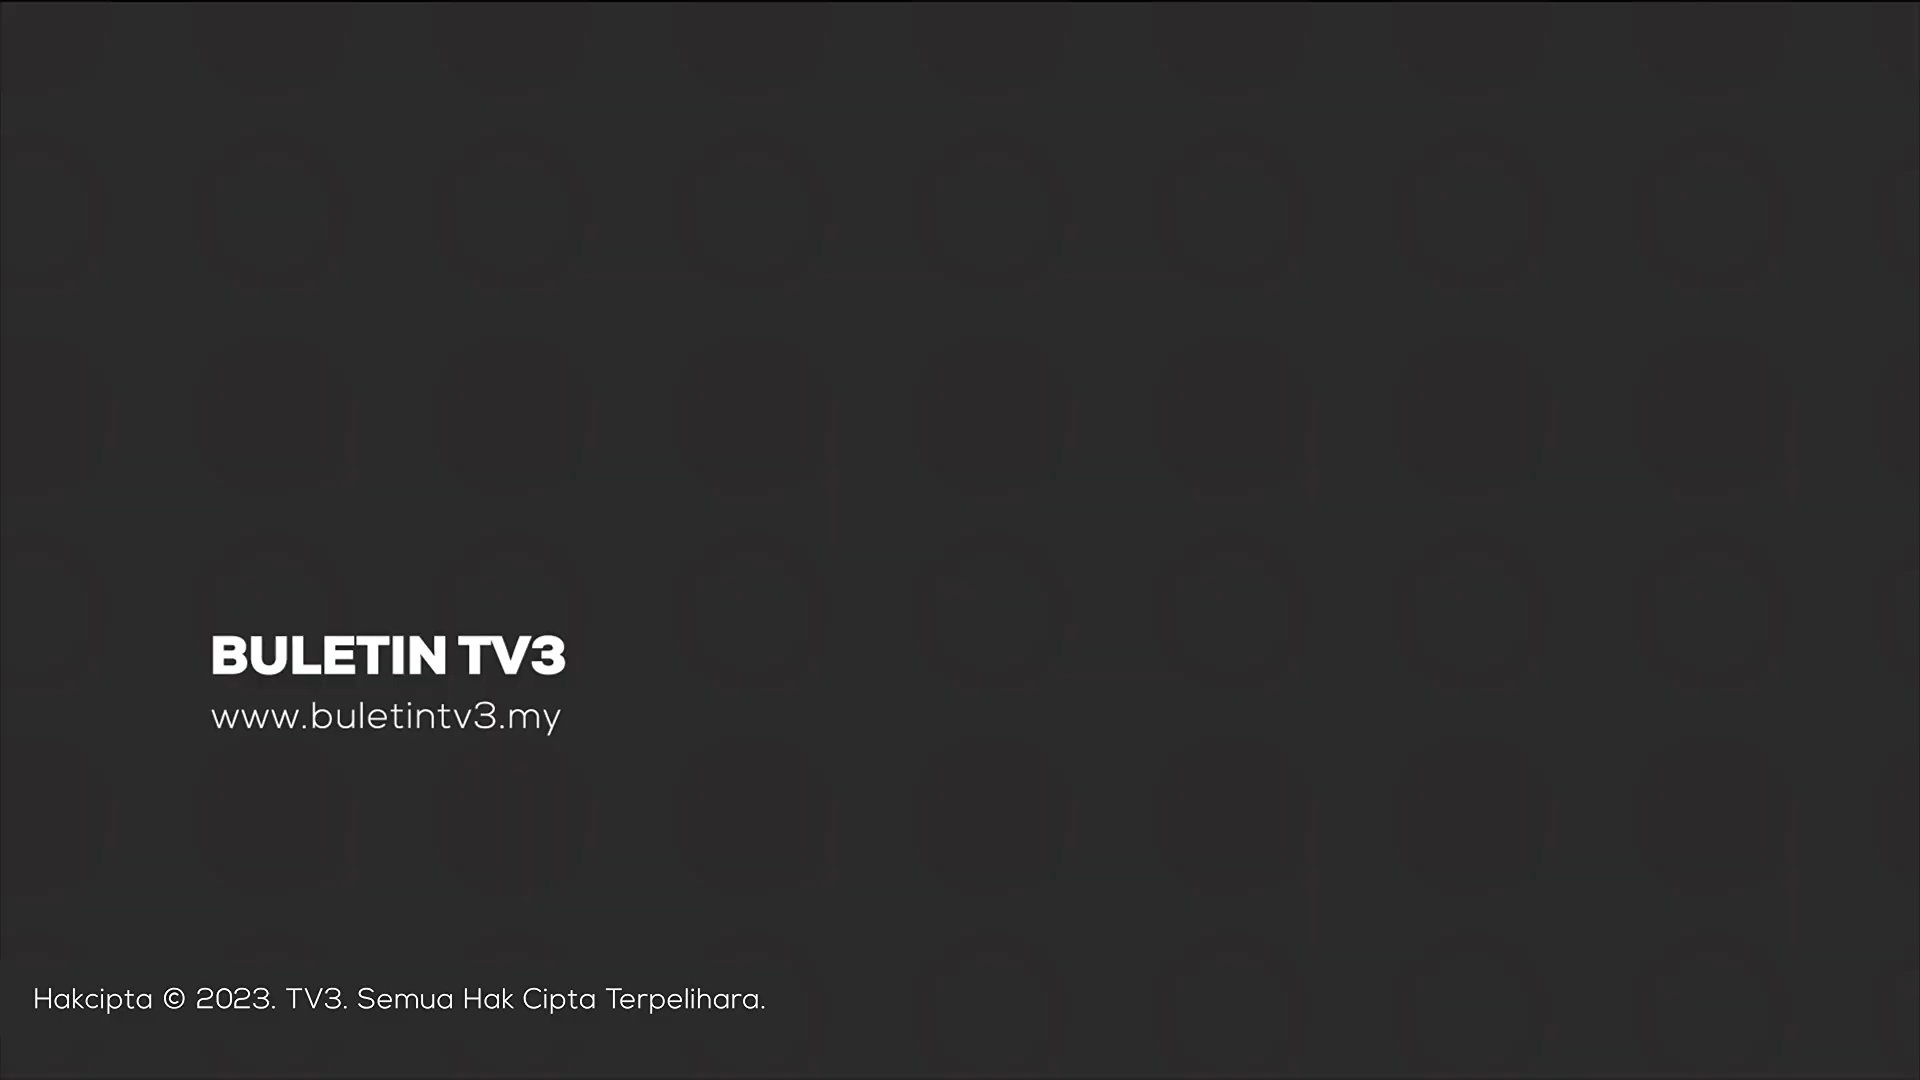 BULETIN TV3
www.buletintv3.my
Hakcipta © 2023. TV3. Semua Hak Cipta Terpelihara.